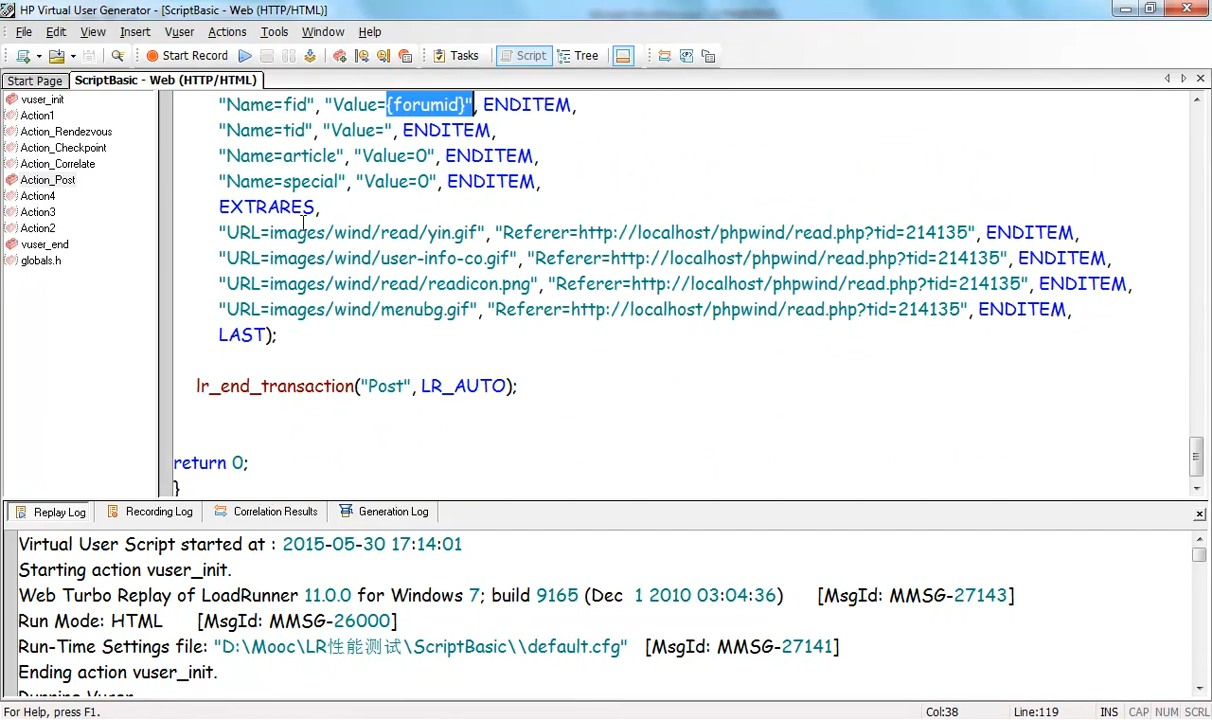 HP Virtual User Generator - [ScriptBasic - Web (HTTP/HTML)]
File Edit View Insert Vuser Actions Tools Window Help
Start Record Tasks Script Tree
Start Page ScriptBasic - Web (HTTP/HTML)
vuser_init
Action1
Action_Rendezvous
Action_Checkpoint
Action_Correlate
Action_Post
Action4
Action3
Action2
vuser_end
globals.h
"Name=fid", "Value={forumid}", ENDITEM,
"Name=tid", "Value=", ENDITEM,
"Name=article", "Value=0", ENDITEM,
"Name=special", "Value=0", ENDITEM,
EXTRARES,
"URL=images/wind/read/yin.gif", "Referer=http://localhost/phpwind/read.php?tid=214135", ENDITEM,
"URL=images/wind/user-info-co.gif", "Referer=http://localhost/phpwind/read.php?tid=214135", ENDITEM,
"URL=images/wind/read/readicon.png", "Referer=http://localhost/phpwind/read.php?tid=214135", ENDITEM,
"URL=images/wind/menubg.gif", "Referer=http://localhost/phpwind/read.php?tid=214135", ENDITEM,
LAST);
lr_end_transaction("Post", LR_AUTO);
return 0;
}
Replay Log Recording Log Correlation Results Generation Log
Virtual User Script started at : 2015-05-30 17:14:01
Starting action vuser_init.
Web Turbo Replay of LoadRunner 11.0.0 for Windows 7; build 9165 (Dec 1 2010 03:04:36) [MsgId: MMSG-27143]
Run Mode: HTML [MsgId: MMSG-26000]
Run-Time Settings file: "D:\Mooc\LR性能测试\ScriptBasic\\default.cfg" [MsgId: MMSG-27141]
Ending action vuser_init.
Running Vuser
For Help, press F1. Col:38 Line:119 INS CAP NUM SCRL